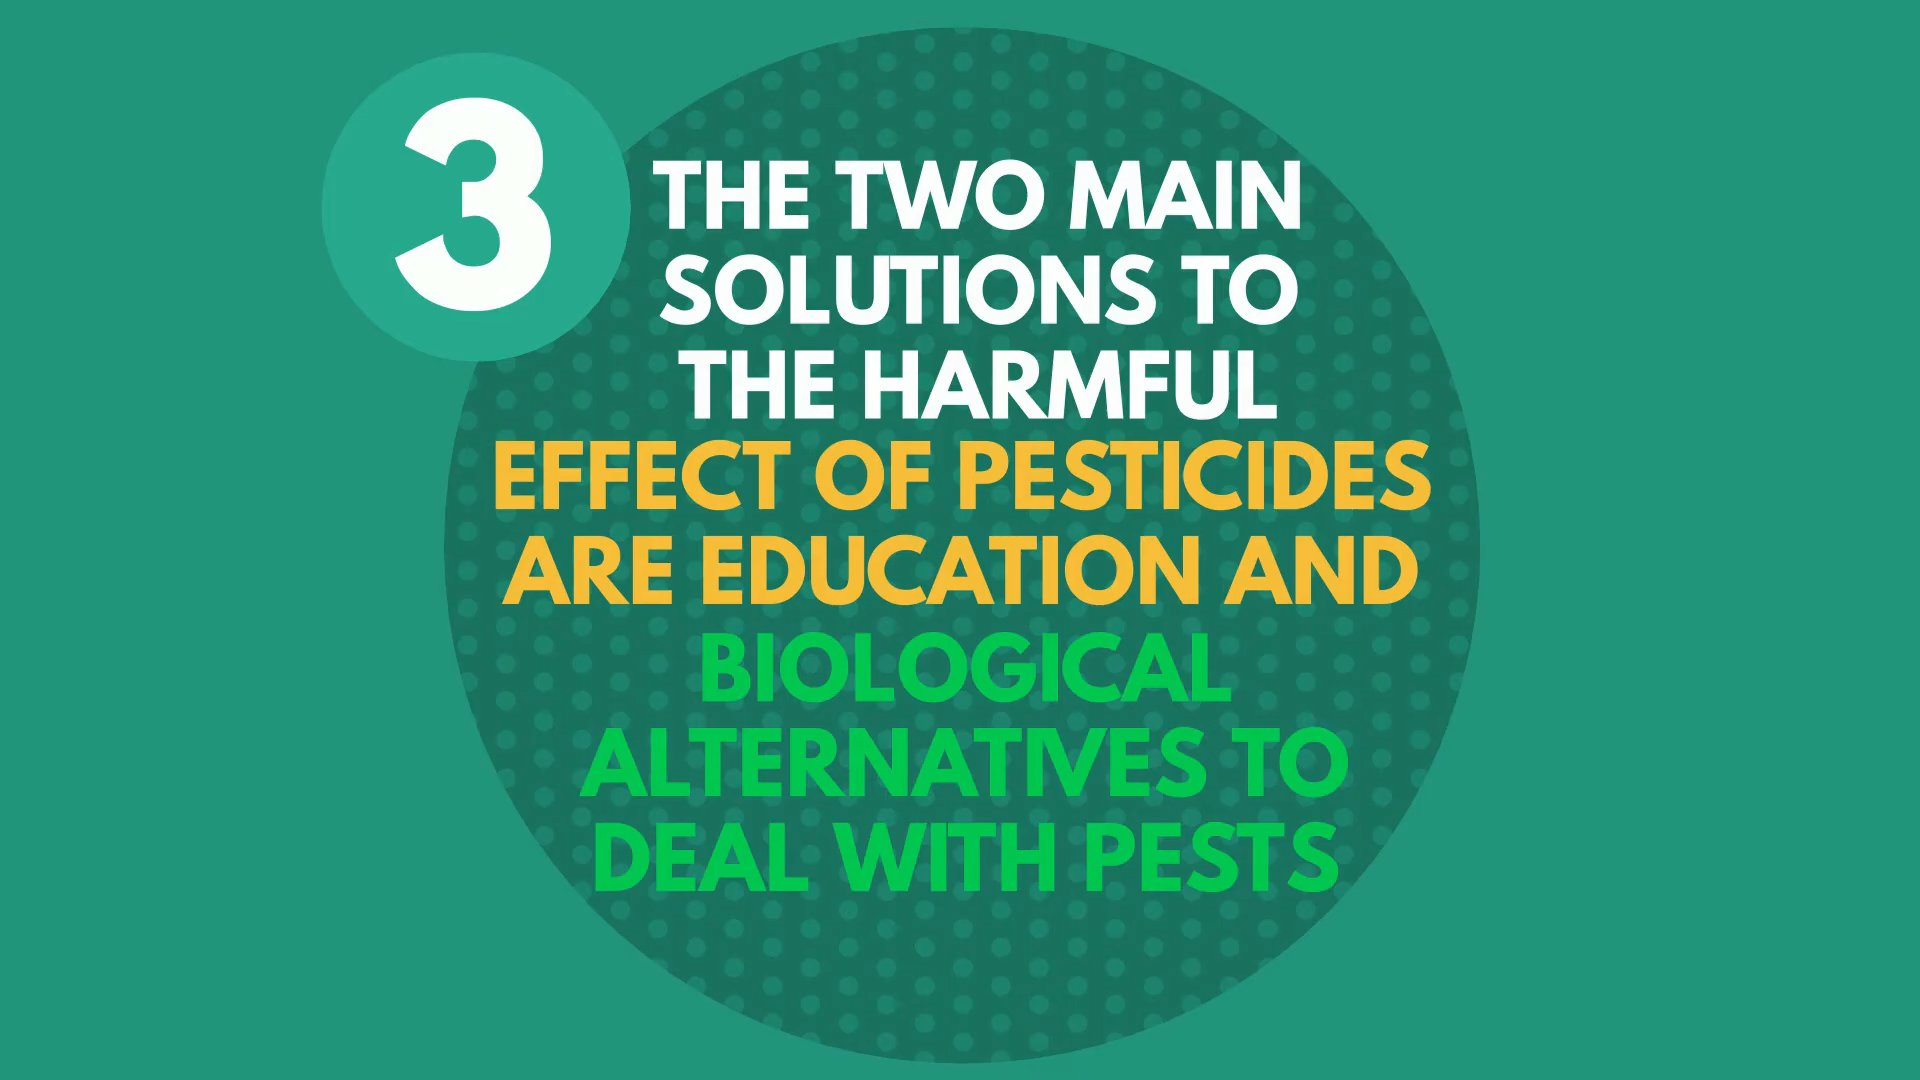 3
THE TWO MAIN
SOLUTIONS TO
THE HARMFUL
EFFECT OF PESTICIDES
ARE EDUCATION AND
BIOLOGICAL
ALTERNATIVES TO
DEAL WITH PESTS